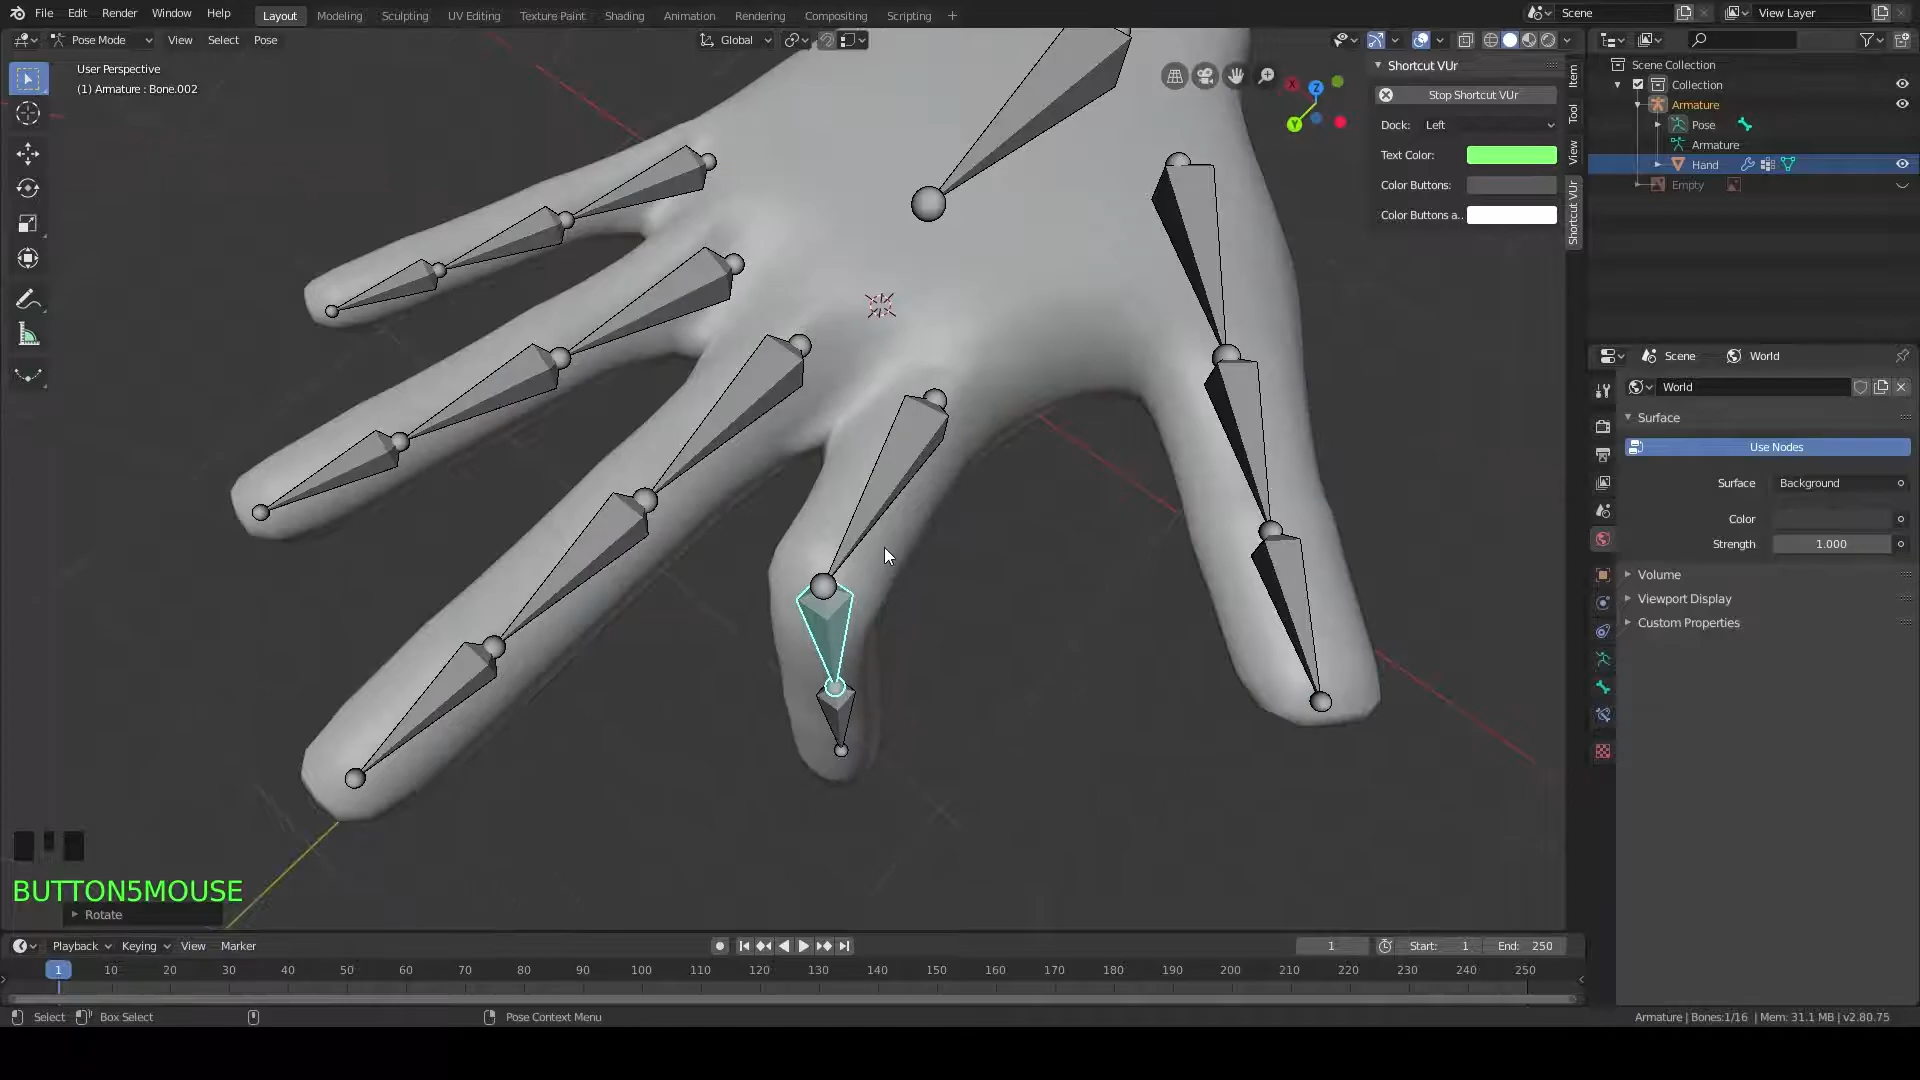 File Edit Render Window Help Layout Modeling Sculpting UV Editing Texture Paint Shading Animation Rendering Compositing Scripting + Scene View Layer
Pose Mode View Select Pose Global
User Perspective
(1) Armature : Bone.002
Shortcut VUr
Stop Shortcut VUr
Dock: Left
Text Color:
Color Buttons:
Color Buttons a..
Item
Tool
View
Shortcut VUr
X
Z
Y
Scene Collection
Collection
Armature
Pose
Armature
Hand
Empty
Scene World
World
Surface
Use Nodes
Surface Background
Color
Strength 1.000
Volume
Viewport Display
Custom Properties
BUTTON5MOUSE
Rotate
Playback Keying View Marker 1 Start: 1 End: 250
1 10 20 30 40 50 60 70 80 90 100 110 120 130 140 150 160 170 180 190 200 210 220 230 240 250
Select Box Select Pose Context Menu Armature | Bones:1/16 | Mem: 31.1 MB | v2.80.75